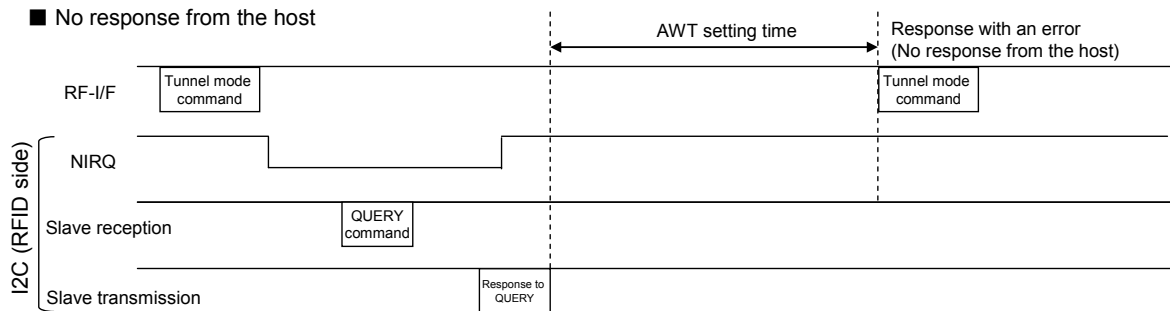 ■ No response from the host
AWT setting time
Response with an error
(No response from the host)
RF-I/F
Tunnel mode
command
Tunnel mode
command
I2C (RFID side)
NIRQ
Slave reception
QUERY
command
Slave transmission
Response to
QUERY